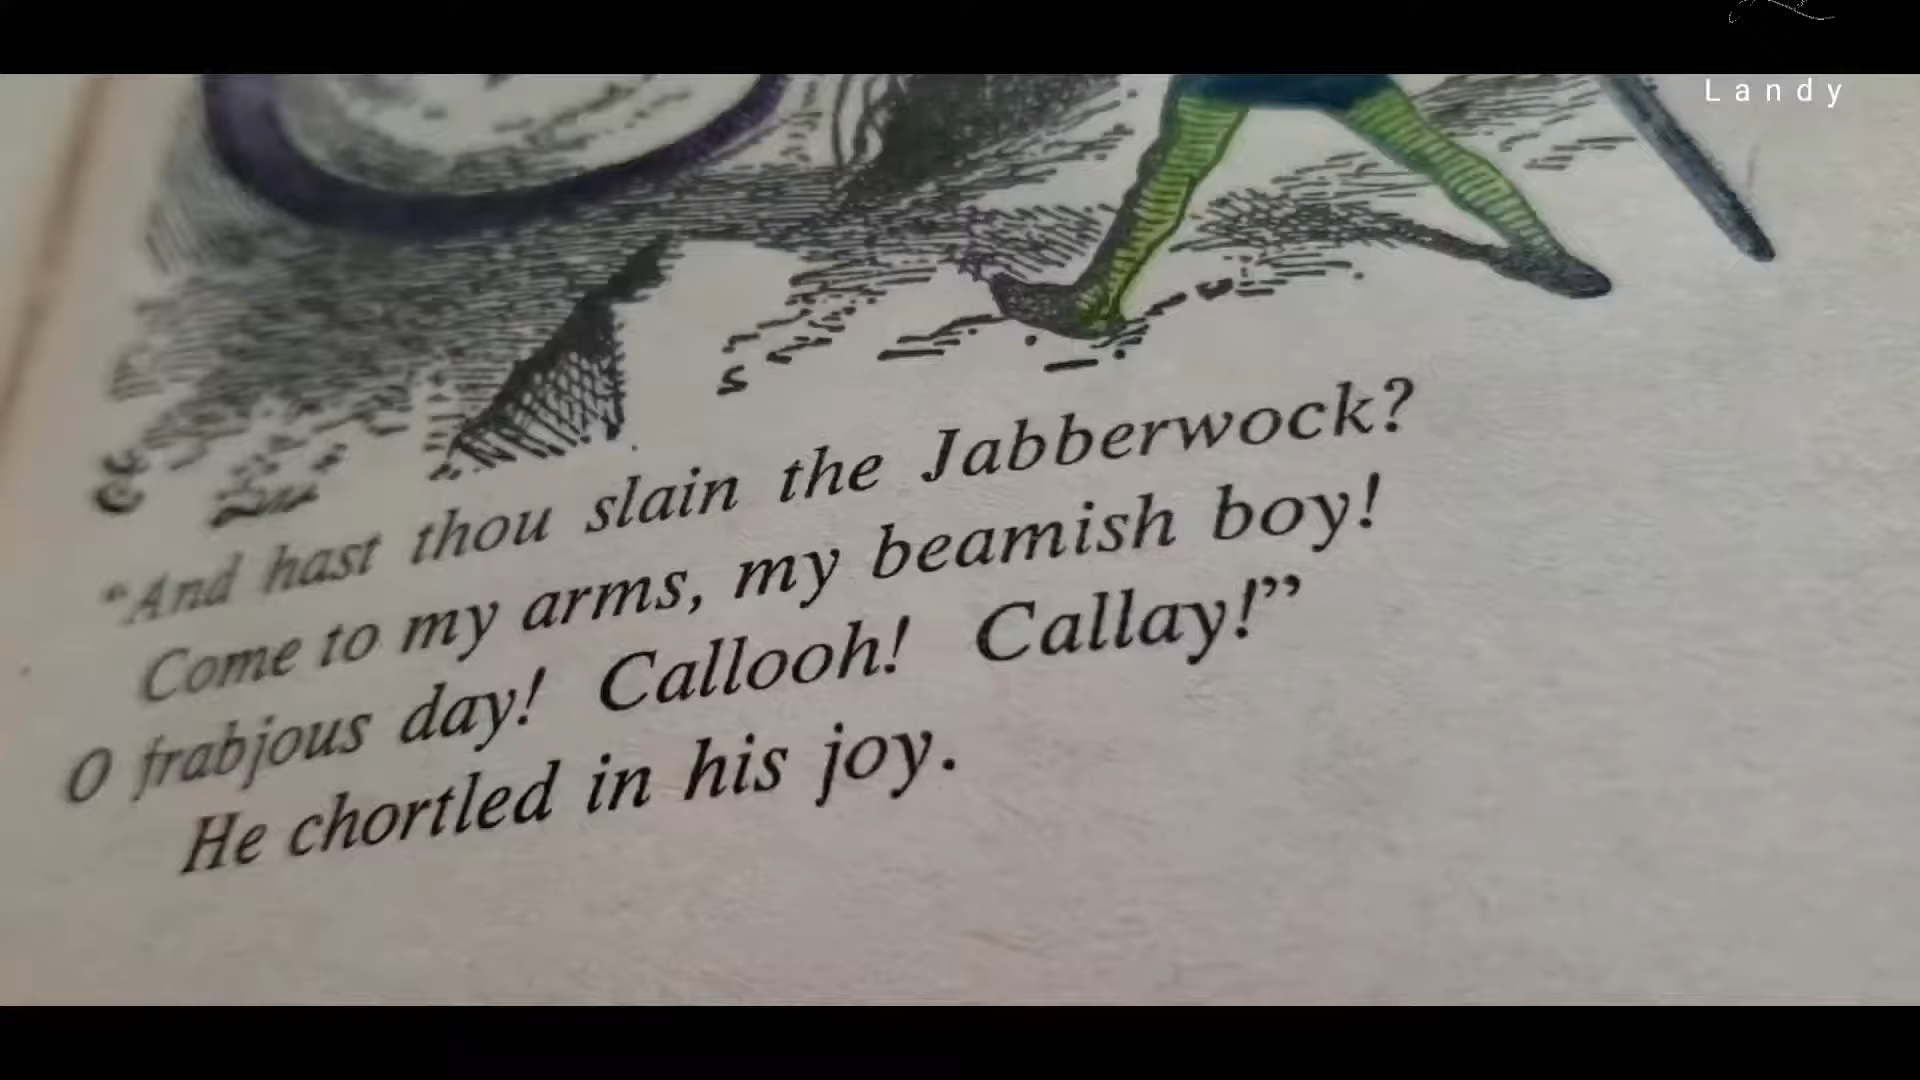 Landy
“And hast thou slain the Jabberwock?
Come to my arms, my beamish boy!
O frabjous day! Callooh! Callay!”
He chortled in his joy.